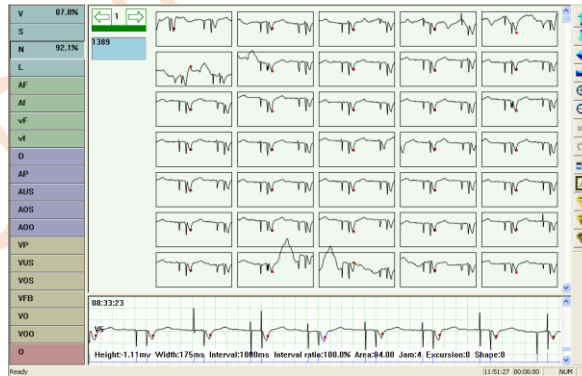 V 07.8%
S
N 92.1%
L
AF
Af
vF
vf
D
AP
AUS
AOS
AOO
VP
VUS
VOS
VFB
VO
VOO
O
1
1389
08:33:23
V5
Height:-1.11mv Width:175ms Interval:1080ms Interval ratio:100.0% Area:84.00 Jam:4 Excursion:0 Shape:0
Ready 11:51:27 00:00:00 NUM